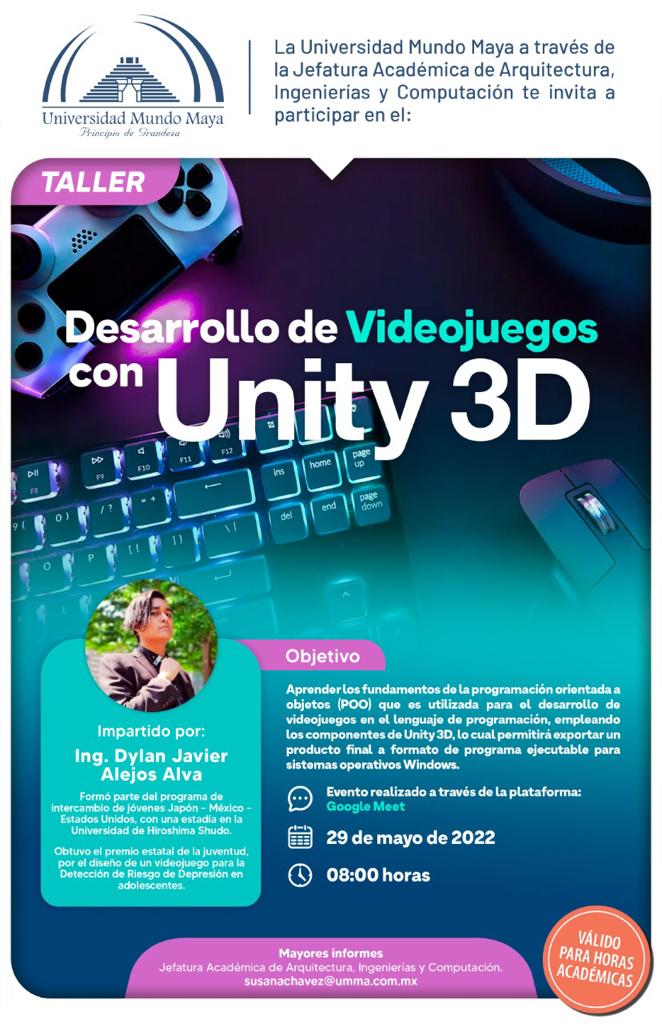 Universidad Mundo Maya
Principio de Grandeza
La Universidad Mundo Maya a través de
la Jefatura Académica de Arquitectura,
Ingenierías y Computación te invita a
participar en el:
TALLER
Desarrollo de Videojuegos
con Unity 3D
F8
F9
F10
F11
F12
ins
home
page
up
del
end
page
down
9 (
0 )
/ ?
= +
O
P
[ [
] ]
\ |
Objetivo
Aprender los fundamentos de la programación orientada a
objetos (POO) que es utilizada para el desarrollo de
videojuegos en el lenguaje de programación, empleando
los componentes de Unity 3D, lo cual permitirá exportar un
producto final a formato de programa ejecutable para
sistemas operativos Windows.
Evento realizado a través de la plataforma:
Google Meet
29 de mayo de 2022
08:00 horas
Impartido por:
Ing. Dylan Javier
Alejos Alva
Formó parte del programa de
intercambio de jóvenes Japón - México -
Estados Unidos, con una estadía en la
Universidad de Hiroshima Shudo.
Obtuvo el premio estatal de la juventud,
por el diseño de un videojuego para la
Detección de Riesgo de Depresión en
adolescentes.
Mayores informes
Jefatura Académica de Arquitectura, Ingenierías y Computación.
susanachavez@umma.com.mx
VÁLIDO
PARA HORAS
ACADÉMICAS